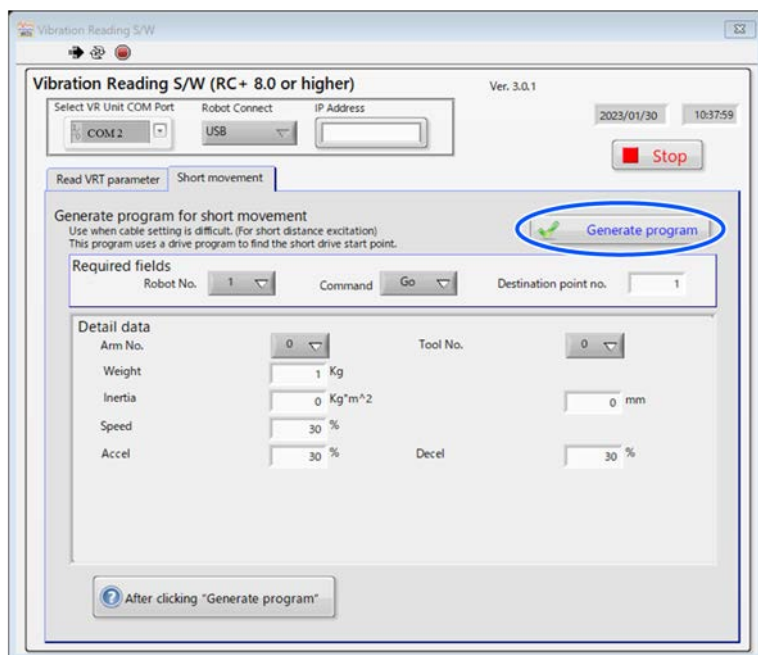 Vibration Reading S/W
Vibration Reading S/W (RC+ 8.0 or higher)
Ver. 3.0.1
Select VR Unit COM Port
Robot Connect
IP Address
COM 2
USB
2023/01/30
10:37:59
Stop
Read VRT parameter
Short movement
Generate program for short movement
Use when cable setting is difficult. (For short distance excitation)
This program uses a drive program to find the short drive start point.
Generate program
Required fields
Robot No. 1
Command Go
Destination point no. 1
Detail data
Arm No. 0
Tool No. 0
Weight 1 Kg
Inertia 0 Kg*m^2
0 mm
Speed 30 %
Accel 30 %
Decel 30 %
After clicking "Generate program"